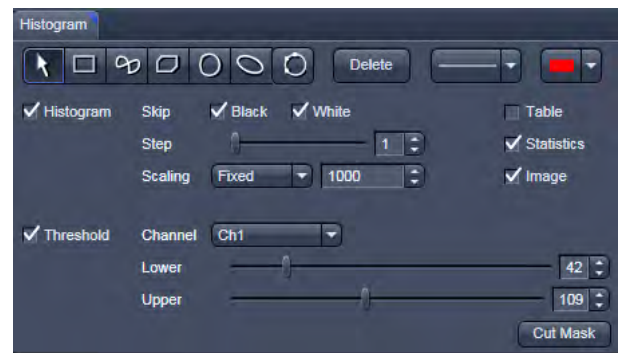 Histogram
Delete
Histogram Skip Black White Table
Step 1 Statistics
Scaling Fixed 1000 Image
Threshold Channel Ch1
Lower 42
Upper 109
Cut Mask